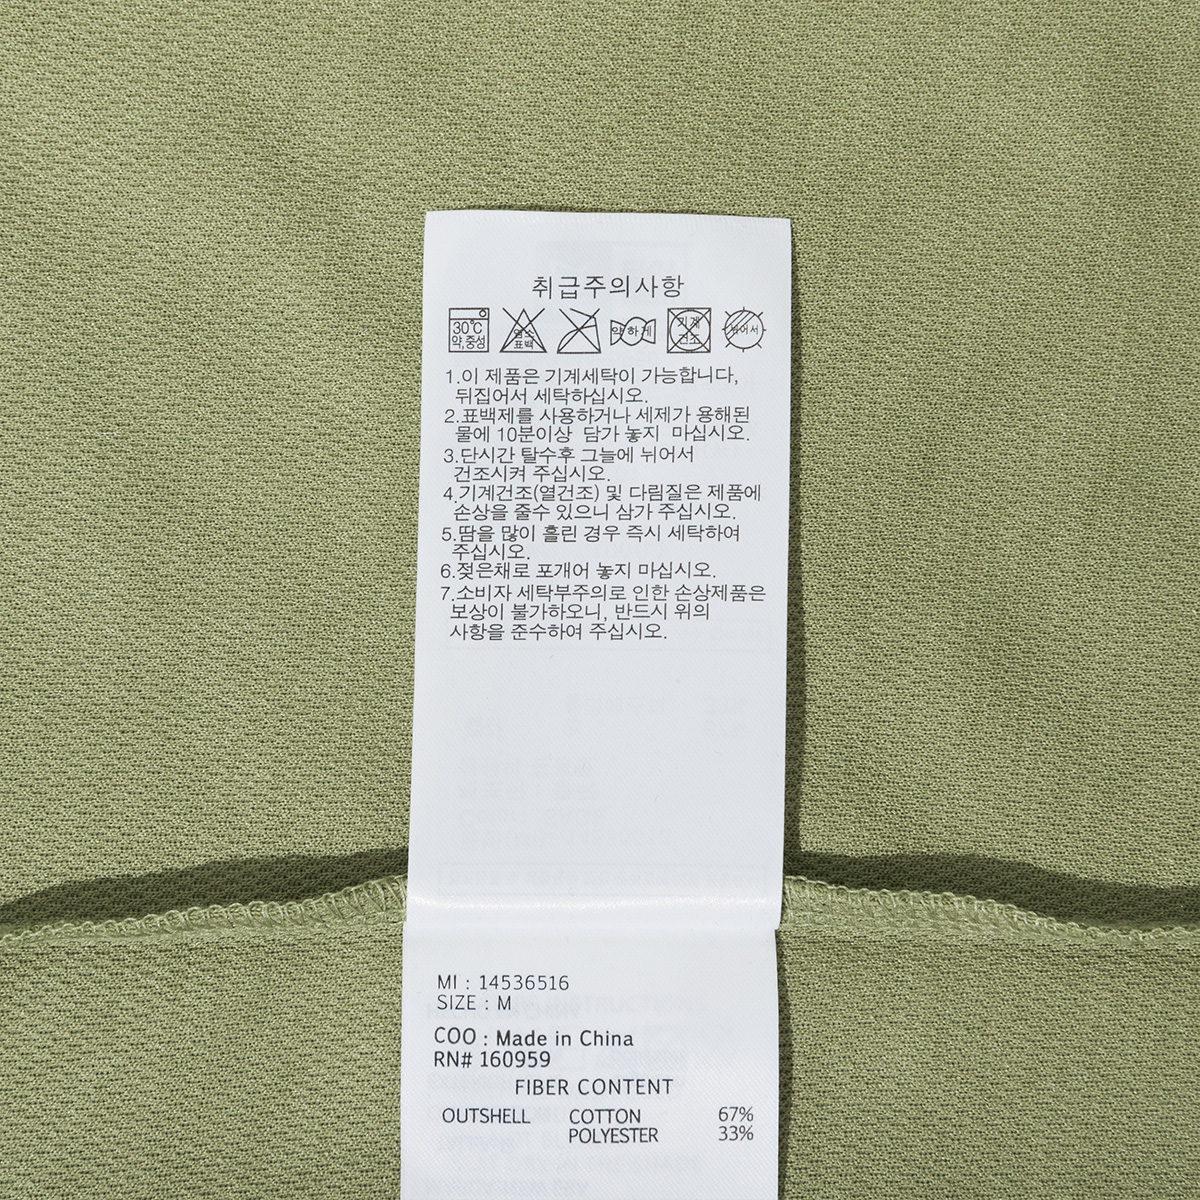 취급주의사항
30℃
약,중성
염소
표백
약하게
기계
건조
뉘어서
1.이 제품은 기계세탁이 가능합니다,
뒤집어서 세탁하십시오.
2.표백제를 사용하거나 세제가 용해된
물에 10분이상 담가 놓지 마십시오.
3.단시간 탈수후 그늘에 뉘어서
건조시켜 주십시오.
4.기계건조(열건조) 및 다림질은 제품에
손상을 줄수 있으니 삼가 주십시오.
5.땀을 많이 흘린 경우 즉시 세탁하여
주십시오.
6.젖은채로 포개어 놓지 마십시오.
7.소비자 세탁부주의로 인한 손상제품은
보상이 불가하오니, 반드시 위의
사항을 준수하여 주십시오.
MI : 14536516
SIZE : M
COO : Made in China
RN# 160959
FIBER CONTENT
OUTSHELL COTTON 67%
POLYESTER 33%